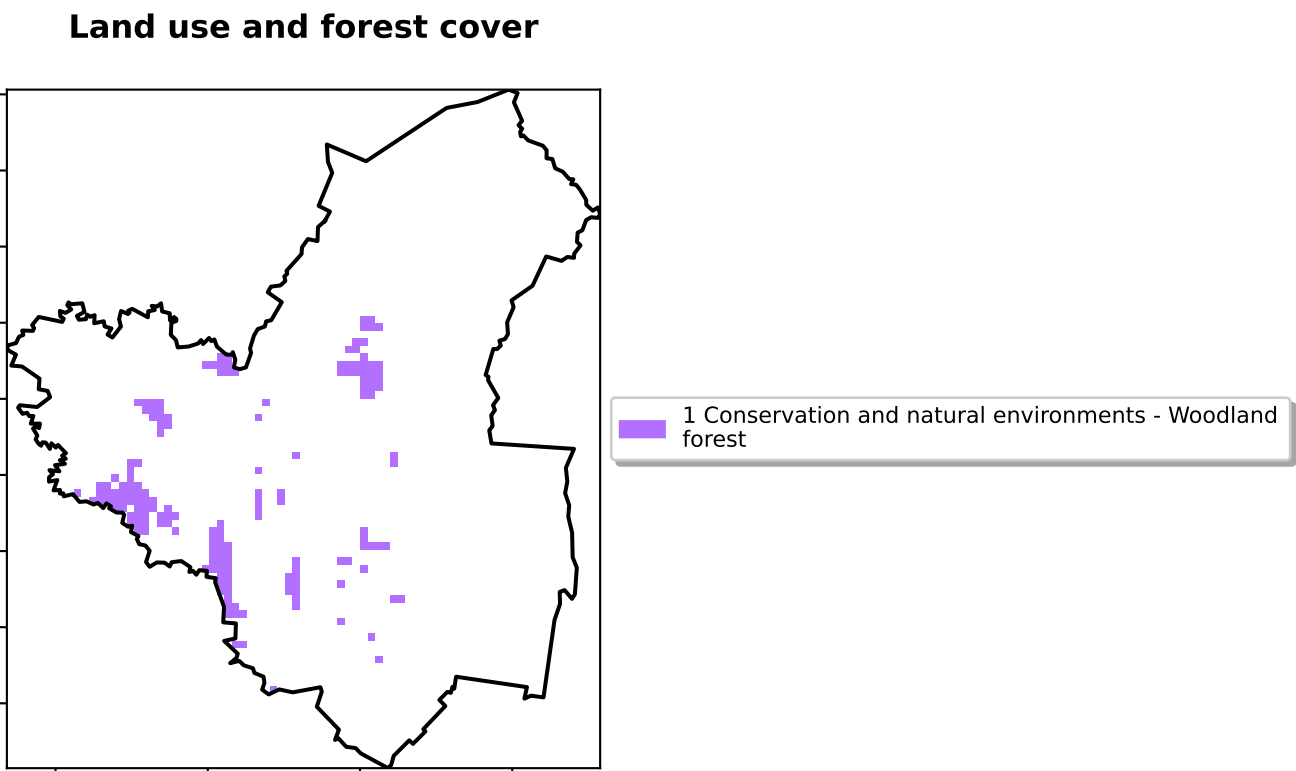 Land use and forest cover
1 Conservation and natural environments - Woodland
forest